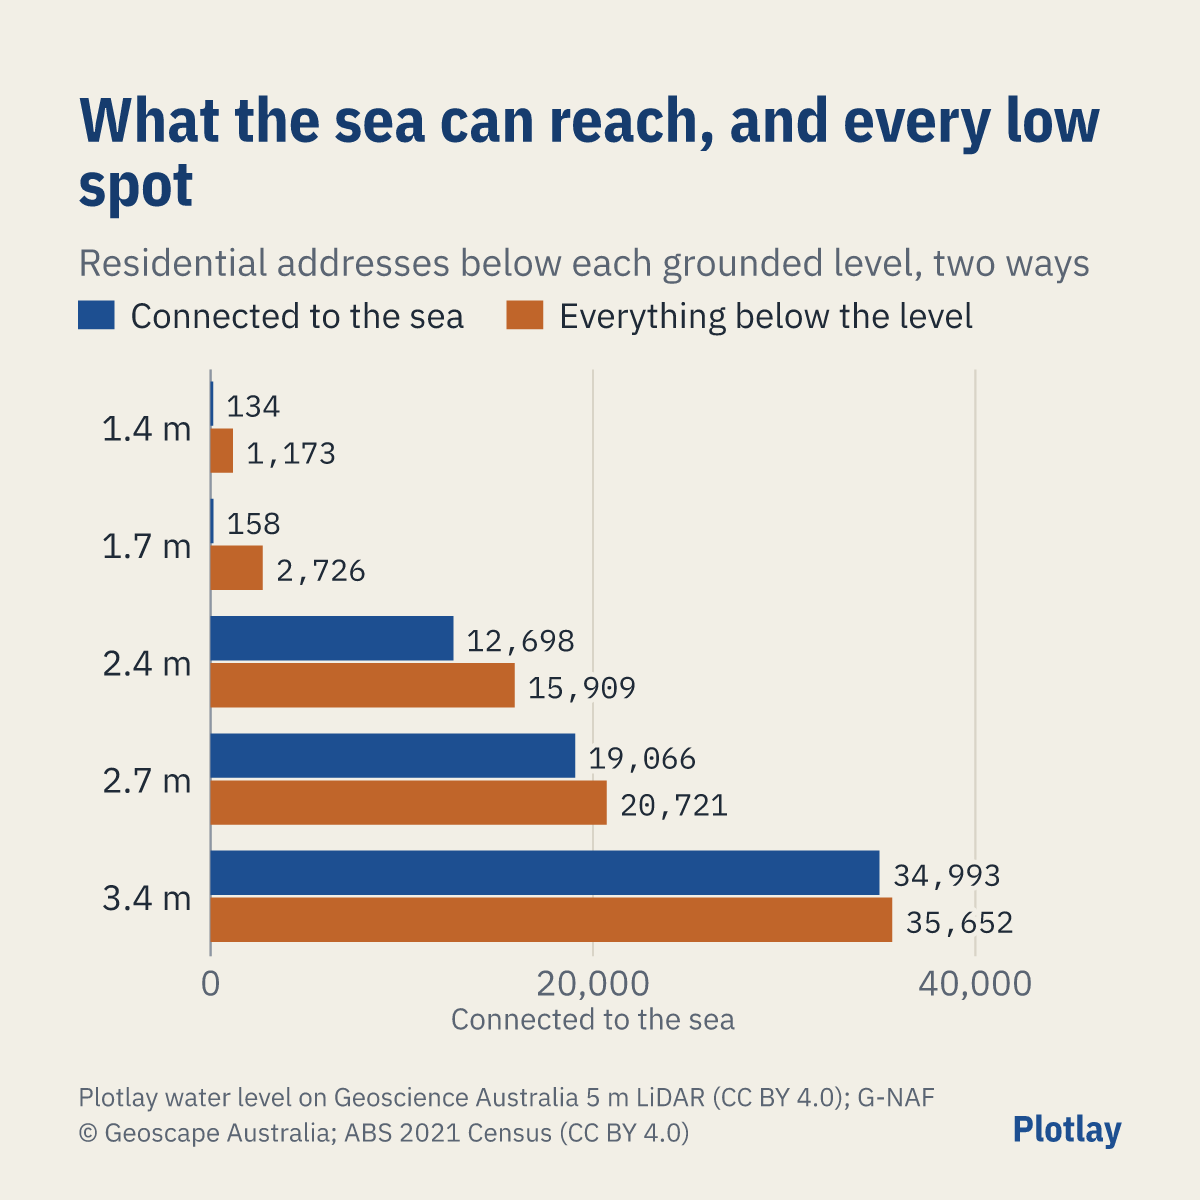 What the sea can reach, and every low
spot
Residential addresses below each grounded level, two ways
Connected to the sea
Everything below the level
1.4 m
134
1,173
1.7 m
158
2,726
2.4 m
12,698
15,909
2.7 m
19,066
20,721
3.4 m
34,993
35,652
0
20,000
40,000
Connected to the sea
Plotlay water level on Geoscience Australia 5 m LiDAR (CC BY 4.0); G-NAF
© Geoscape Australia; ABS 2021 Census (CC BY 4.0)
Plotlay